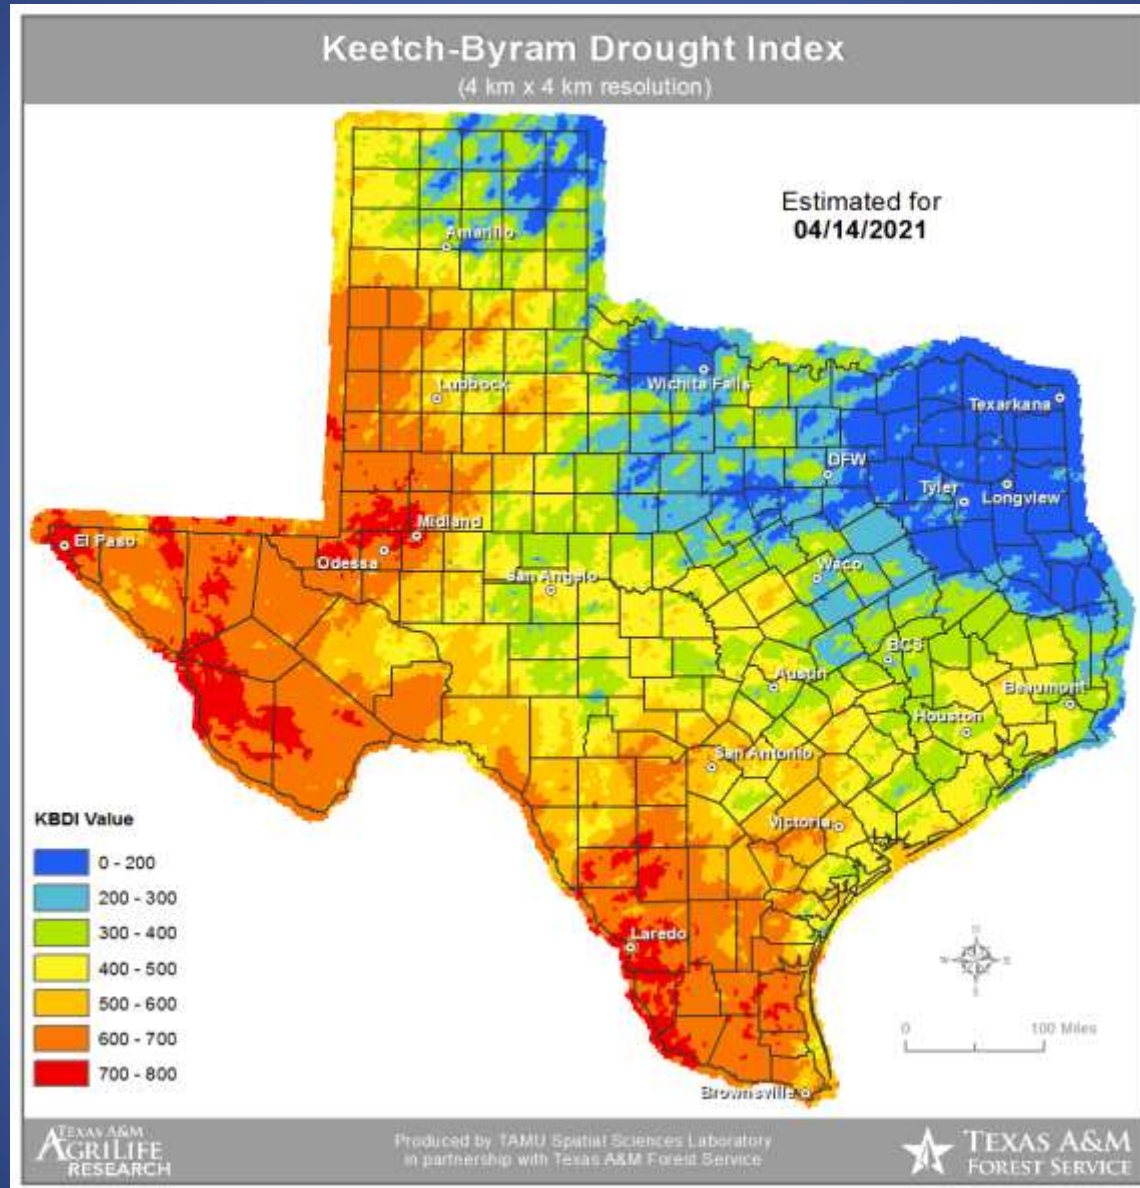 Keetch-Byram Drought Index
(4 km x 4 km resolution)
Estimated for
04/14/2021
Amarillo
Lubbock
Wichita Falls
Texarkana
DFW
Tyler
Longview
Midland
El Paso
Odessa
San Angelo
Waco
BCS
Austin
Beaumont
Houston
San Antonio
Victoria
Laredo
Brownsville
KBDI Value
0 - 200
200 - 300
300 - 400
400 - 500
500 - 600
600 - 700
700 - 800
W
E
S
0
100 Miles
TEXAS A&M
AGRILIFE
RESEARCH
Produced by TAMU Spatial Sciences Laboratory
in partnership with Texas A&M Forest Service
TEXAS A&M
FOREST SERVICE